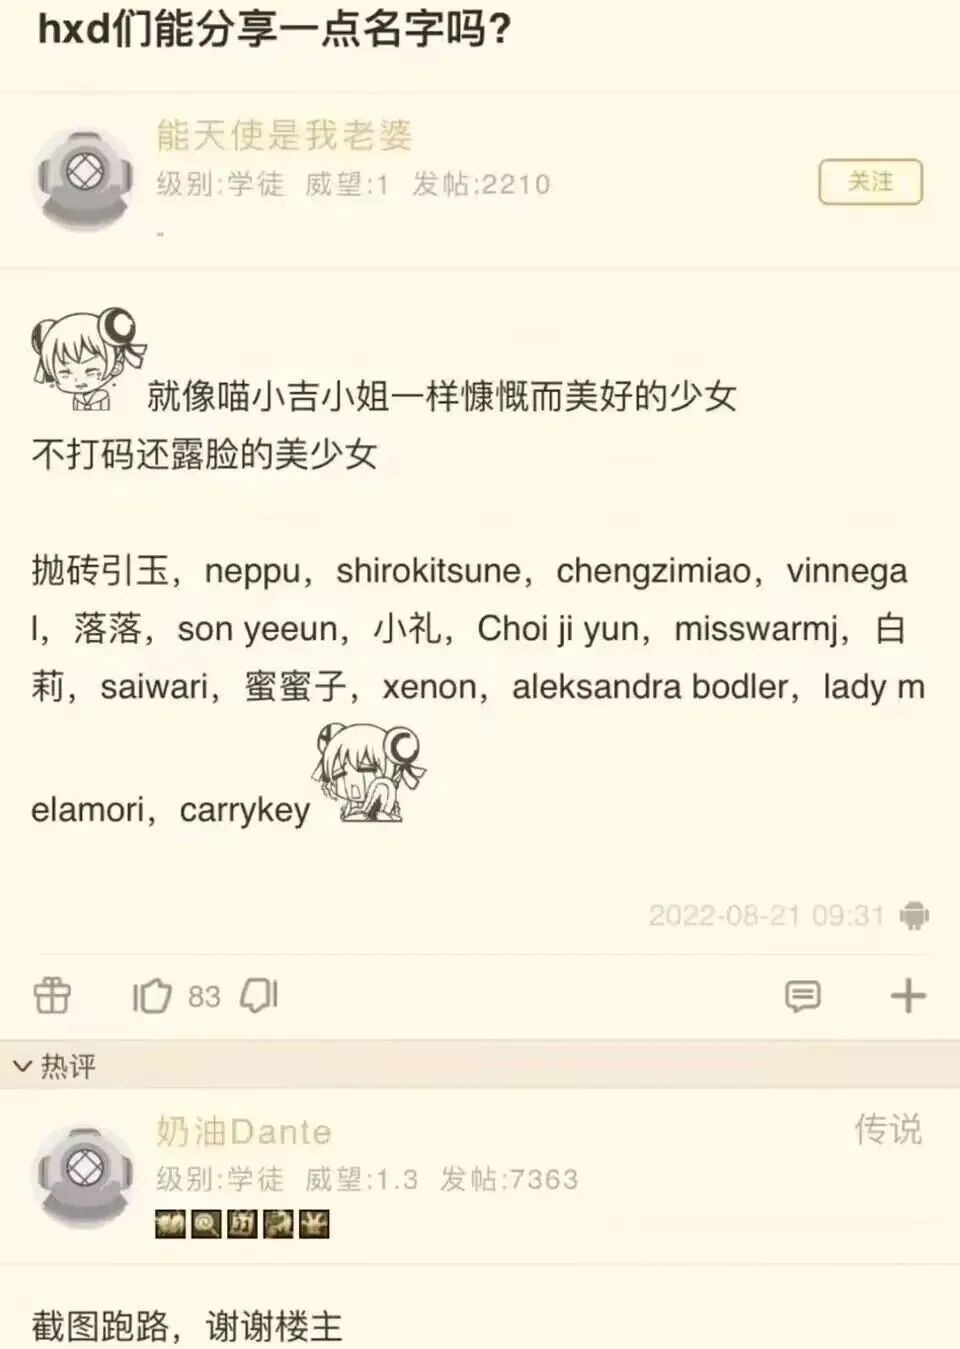 hxd们能分享一点名字吗?
能天使是我老婆
级别:学徒 威望:1 发帖:2210
关注
-
就像喵小吉小姐一样慷慨而美好的少女
不打码还露脸的美少女
抛砖引玉，neppu，shirokitsune，chengzimiao，vinnega
l，落落，son yeeun，小礼，Choi ji yun，misswarmj，白
莉，saiwari，蜜蜜子，xenon，aleksandra bodler，lady m
elamori，carrykey
2022-08-21 09:31
83
热评
奶油Dante
传说
级别:学徒 威望:1.3 发帖:7363
截图跑路，谢谢楼主